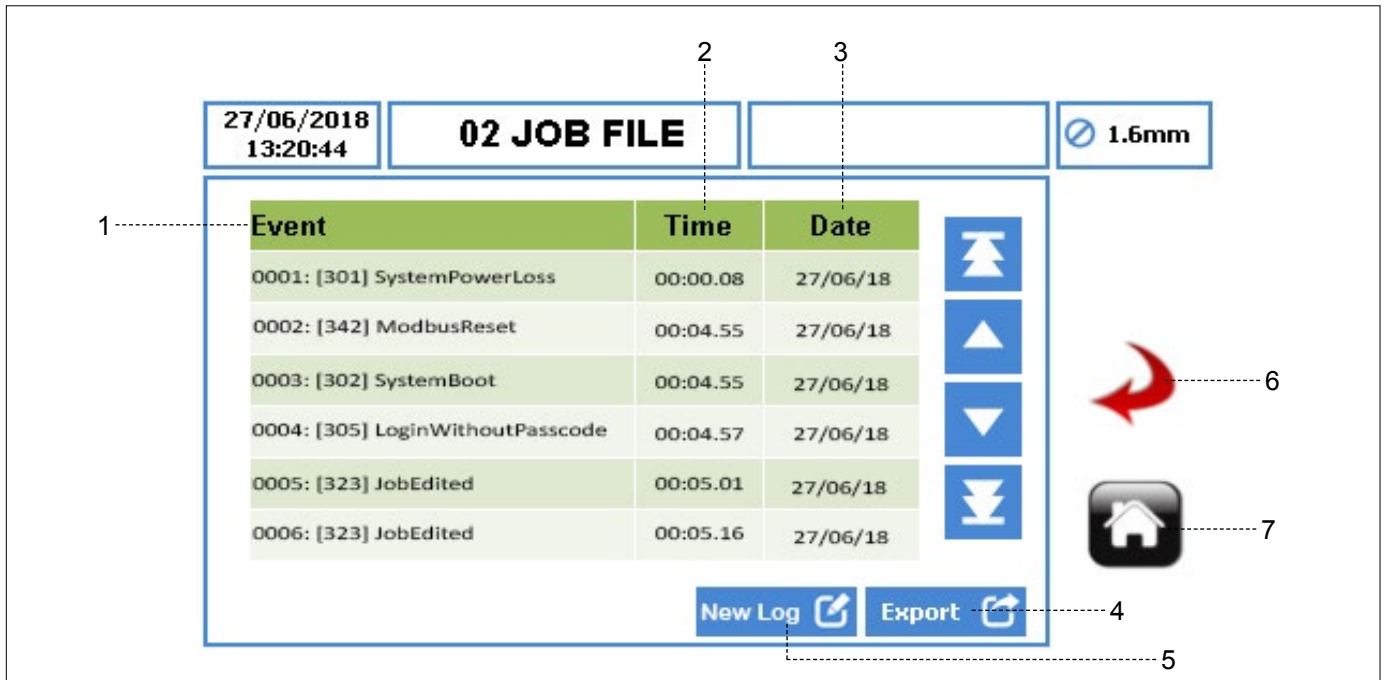 2 3
27/06/2018
13:20:44
02 JOB FILE
1.6mm
1
Event Time Date
0001: [301] SystemPowerLoss 00:00.08 27/06/18
0002: [342] ModbusReset 00:04.55 27/06/18
0003: [302] SystemBoot 00:04.55 27/06/18
6
0004: [305] LoginWithoutPasscode 00:04.57 27/06/18
0005: [323] JobEdited 00:05.01 27/06/18
0006: [323] JobEdited 00:05.16 27/06/18
7
New Log Export 4
5